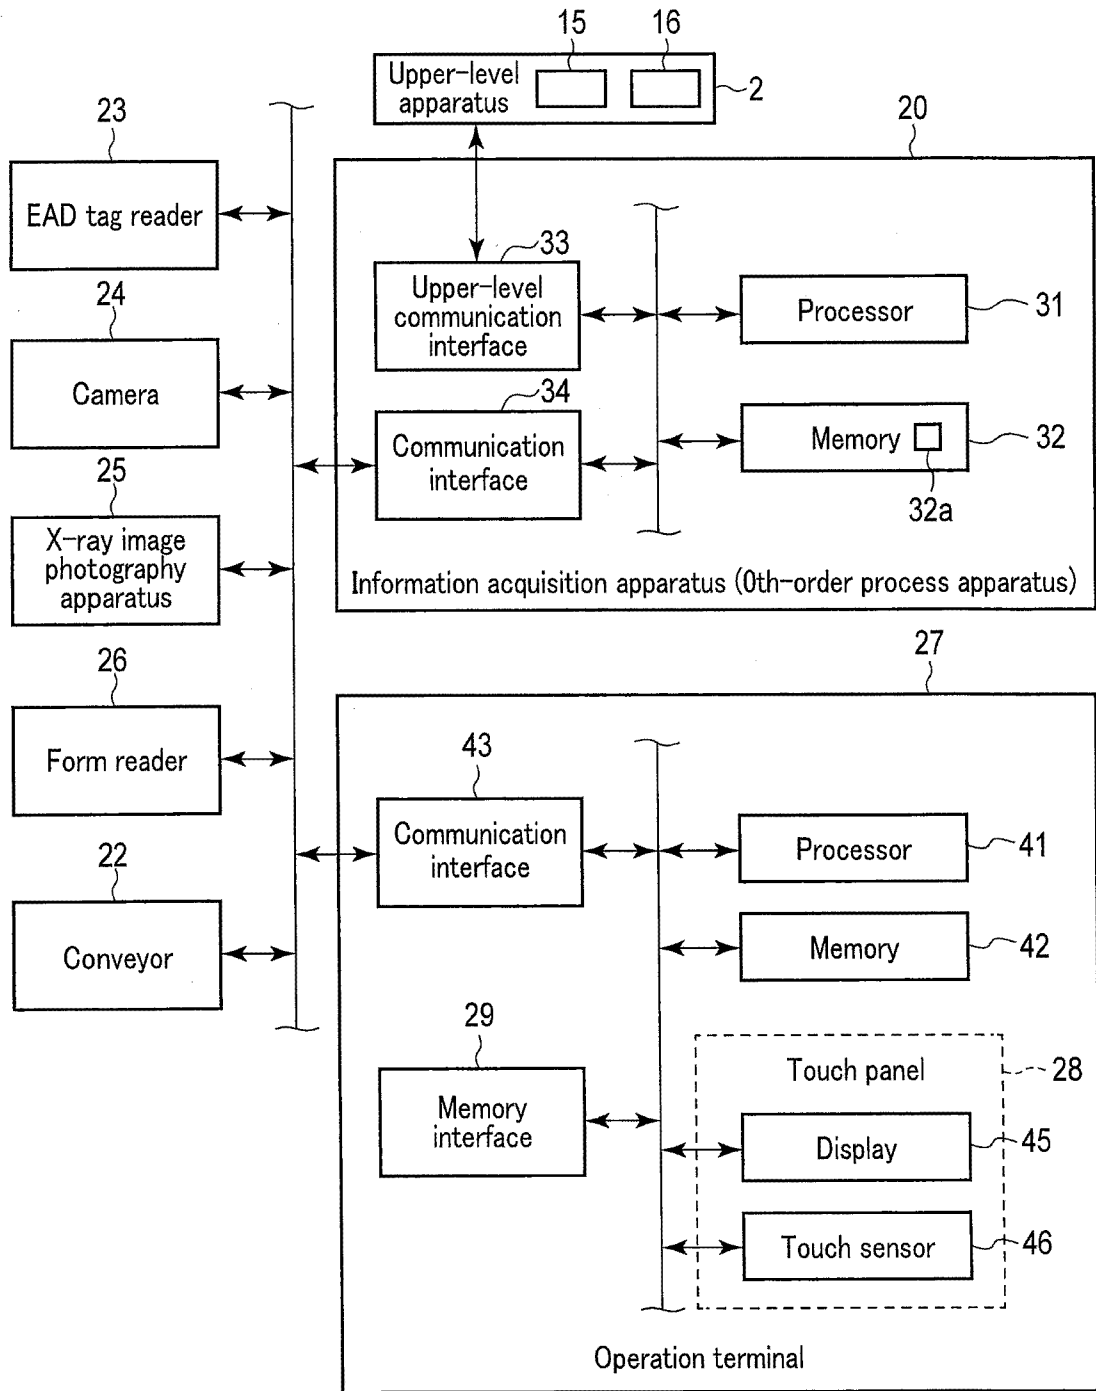 15
16
Upper-level
apparatus
2
23
EAD tag reader
24
Camera
25
X-ray image
photography
apparatus
26
Form reader
22
Conveyor
20
33
Upper-level
communication
interface
34
Communication
interface
Processor
31
Memory
32
32a
Information acquisition apparatus (0th-order process apparatus)
27
43
Communication
interface
29
Memory
interface
Processor
41
Memory
42
Touch panel
28
Display
45
Touch sensor
46
Operation terminal